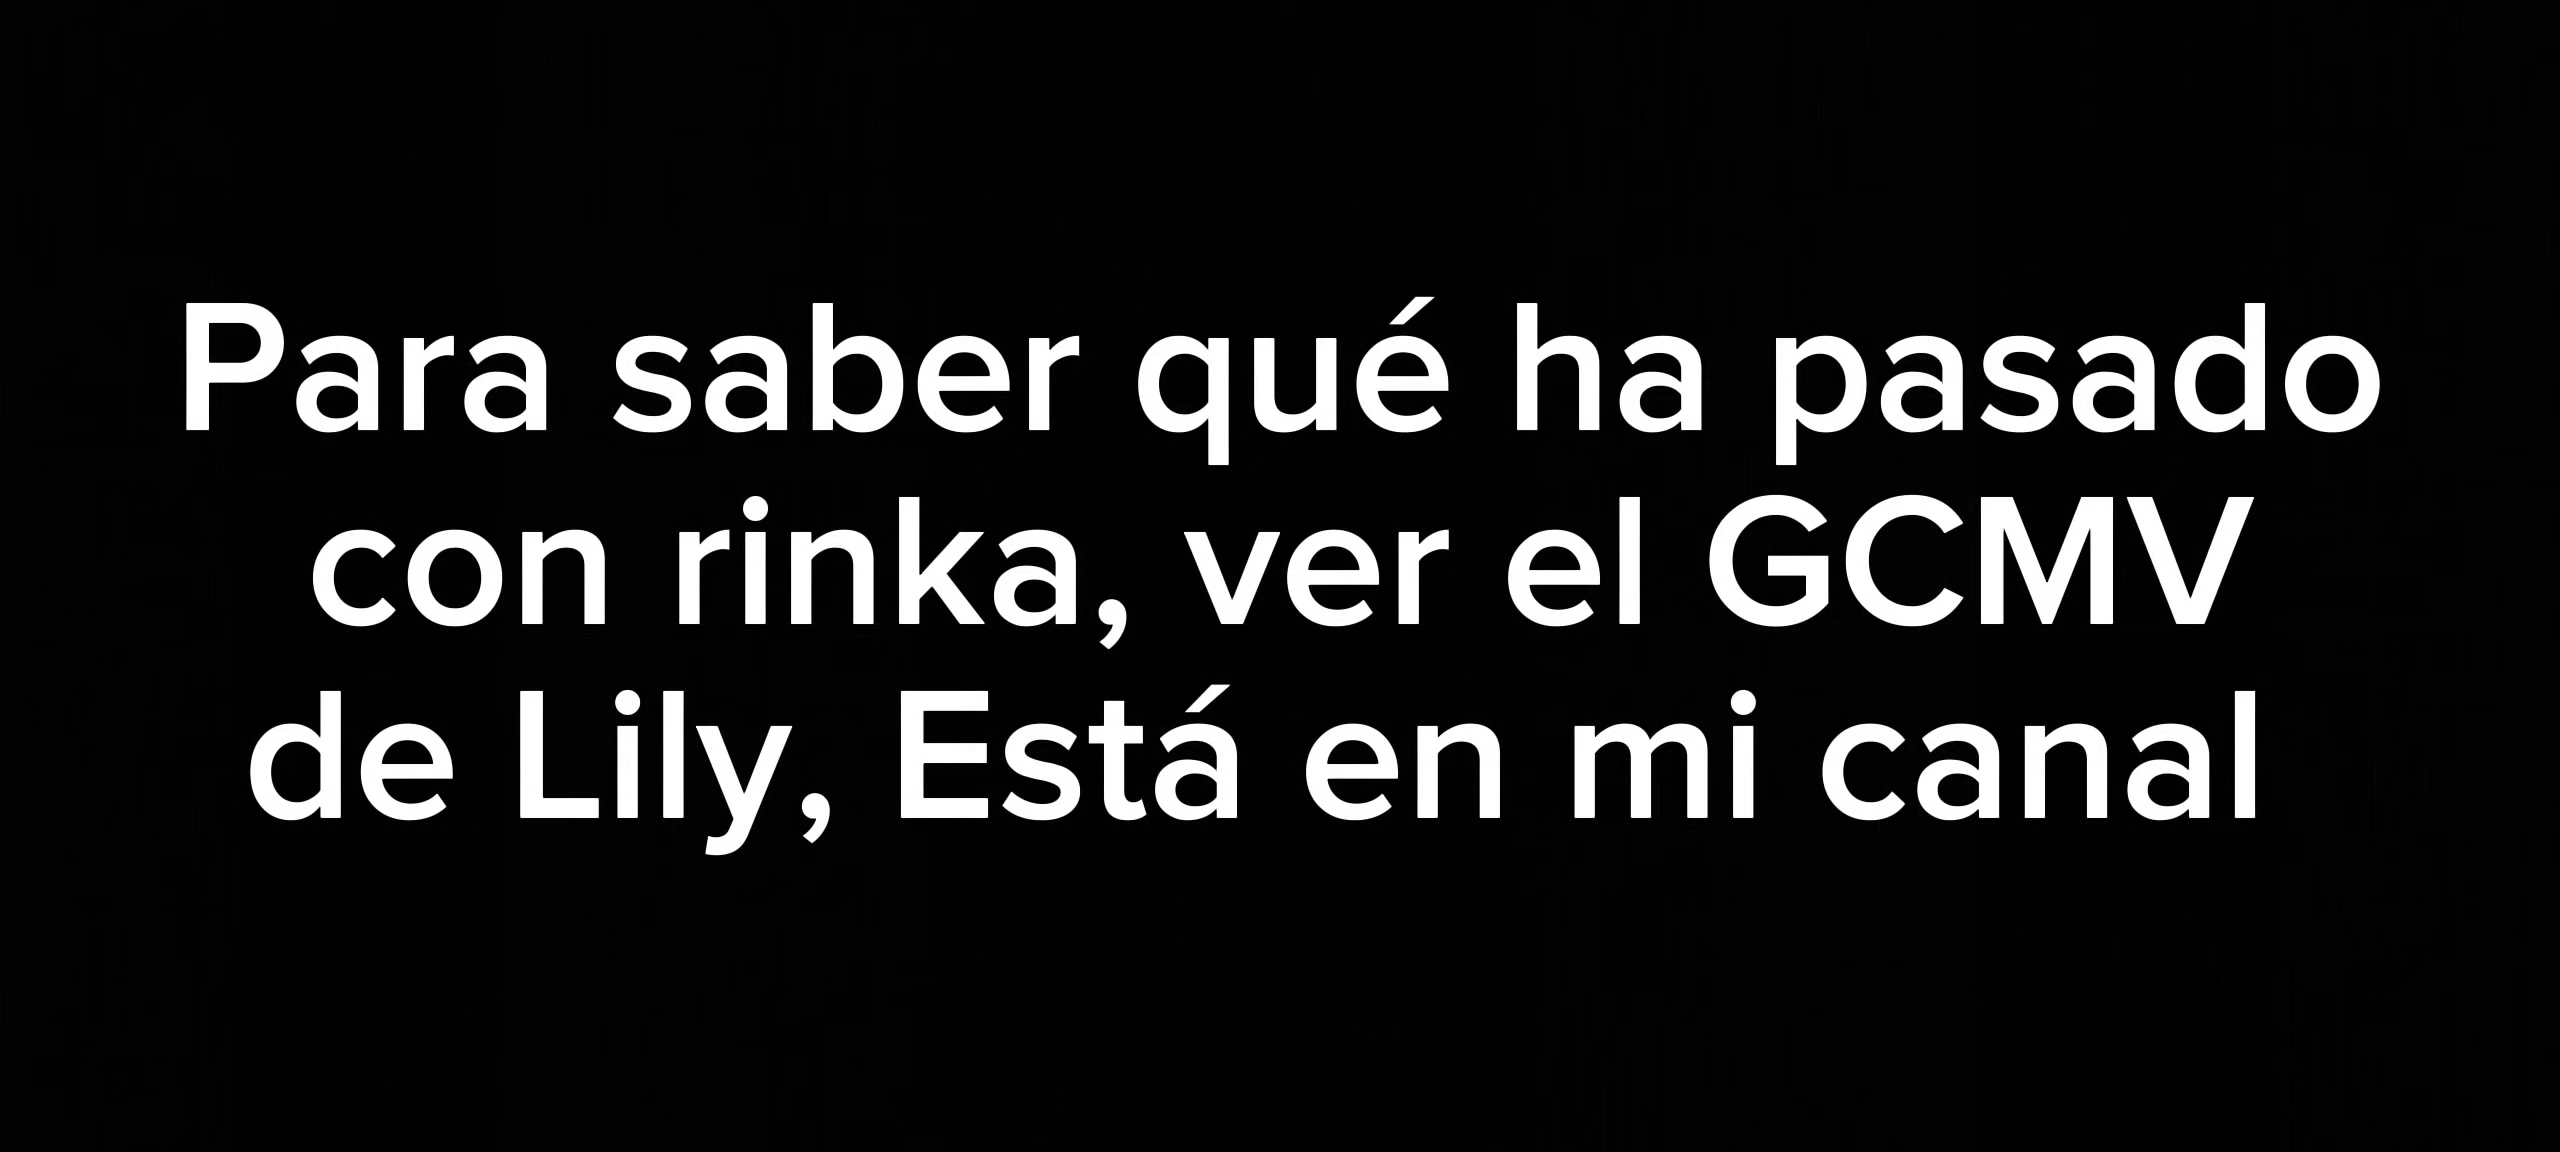 Para saber qué ha pasado
con rinka, ver el GCMV
de Lily, Está en mi canal